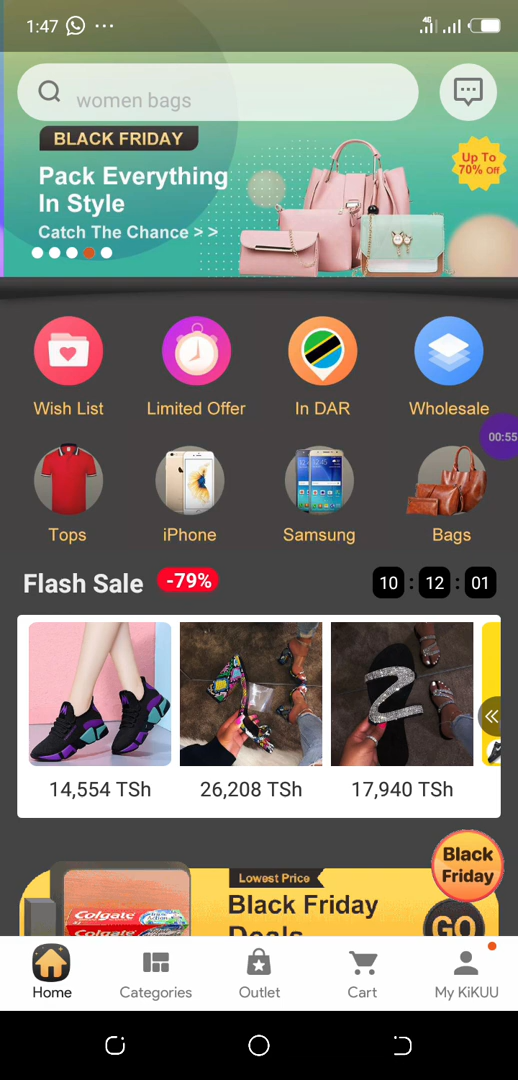 1:47
4G
women bags
BLACK FRIDAY
Pack Everything
In Style
Catch The Chance > >
Up To
70% Off
Wish List
Limited Offer
In DAR
Wholesale
00:55
Tops
iPhone
Samsung
Bags
Flash Sale -79%
10 : 12 : 01
14,554 TSh
26,208 TSh
17,940 TSh
Black
Friday
Lowest Price
Black Friday
Deals
GO
Colgate
Colgate
Home
Categories
Outlet
Cart
My KiKUU